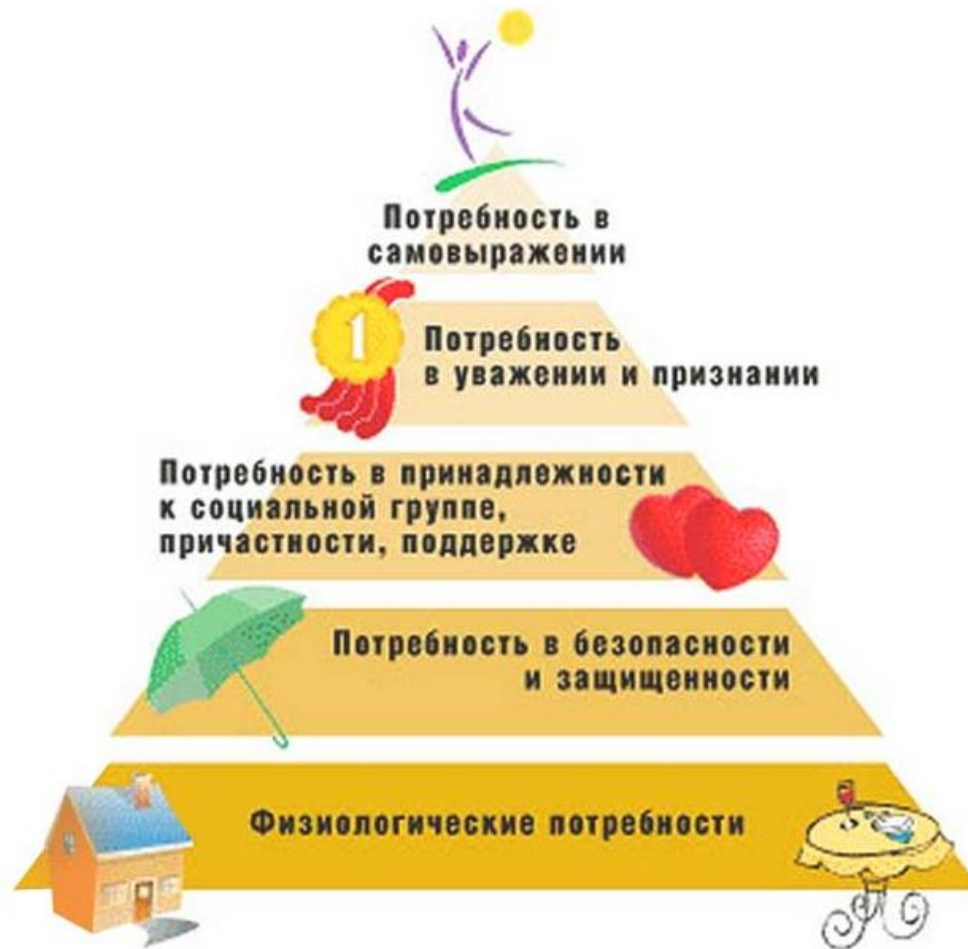 Потребность в
самовыражении
1
Потребность
в уважении и признании
Потребность в принадлежности
к социальной группе,
причастности, поддержке
Потребность в безопасности
и защищенности
Физиологические потребности